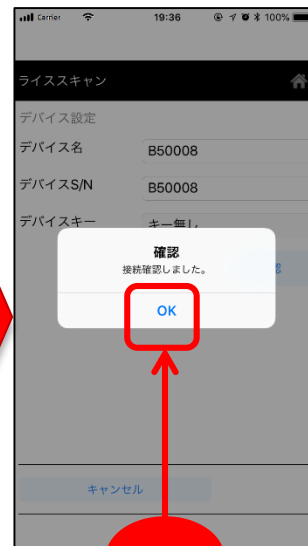 Carrier 19:36 100%
ライススキャン
デバイス設定
デバイス名 B50008
デバイスS/N B50008
デバイスキー キー無し
確認
接続確認しました。
OK
キャンセル